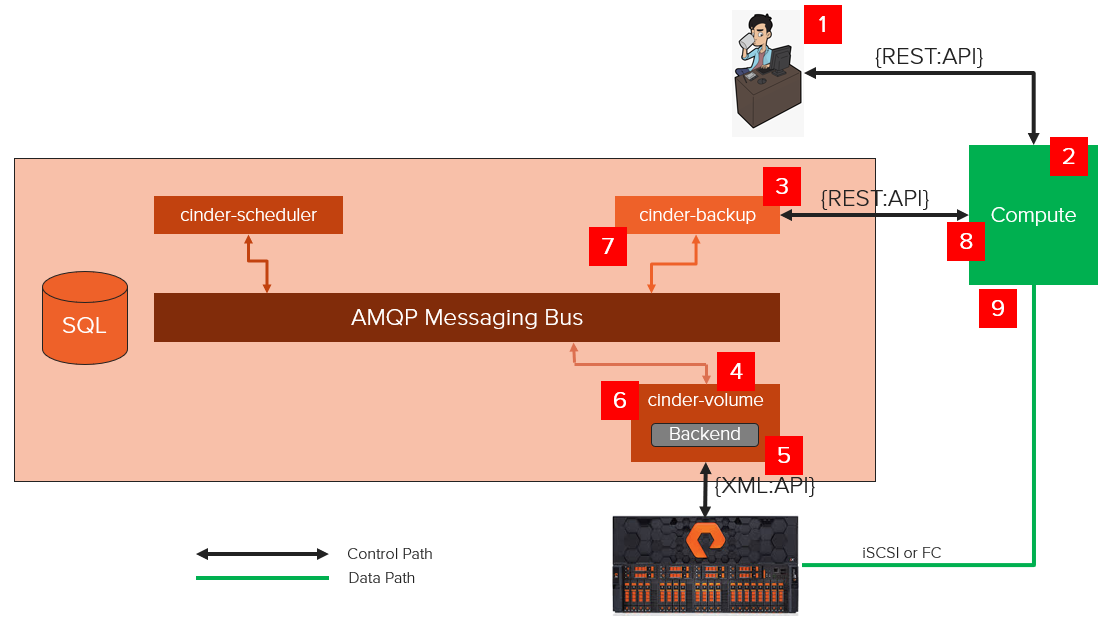 1
{REST:API}
2
3
cinder-scheduler
cinder-backup
{REST:API}
Compute
7
8
9
SQL
AMQP Messaging Bus
4
6
cinder-volume
Backend
5
{XML:API}
Control Path
iSCSI or FC
Data Path